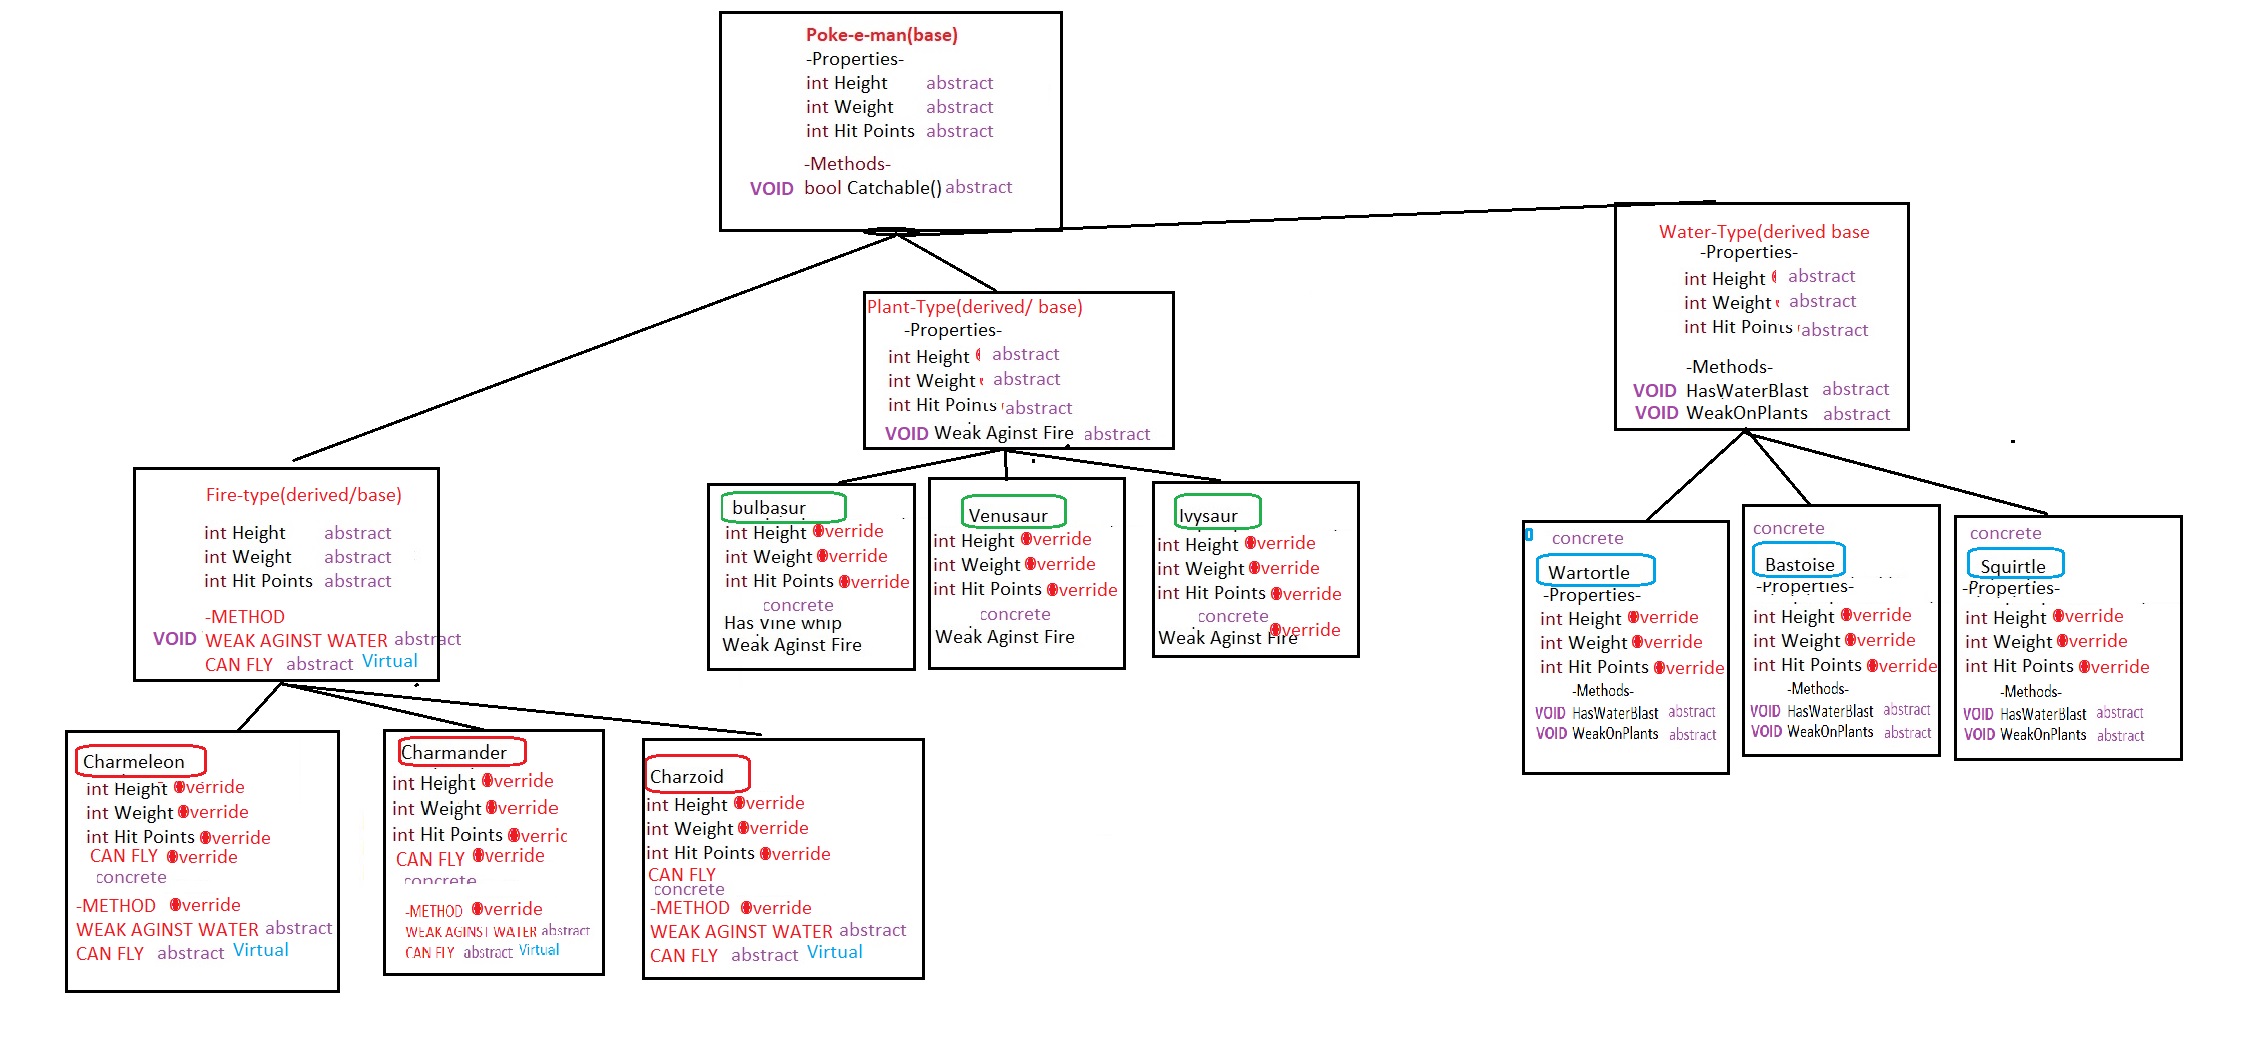 Poke-e-man(base)
-Properties-
int Height abstract
int Weight abstract
int Hit Points abstract
-Methods-
VOID bool Catchable() abstract
Water-Type(derived base
-Properties-
int Height abstract
int Weight abstract
int Hit Points abstract
-Methods-
VOID HasWaterBlast abstract
VOID WeakOnPlants abstract
Plant-Type(derived/ base)
-Properties-
int Height abstract
int Weight abstract
int Hit Points abstract
VOID Weak Aginst Fire abstract
Fire-type(derived/base)
int Height abstract
int Weight abstract
int Hit Points abstract
-METHOD
VOID WEAK AGINST WATER abstract
CAN FLY abstract Virtual
bulbasur
int Height override
int Weight override
int Hit Points override
concrete
Has vine whip
Weak Aginst Fire
Venusaur
int Height override
int Weight override
int Hit Points override
concrete
Weak Aginst Fire
Ivysaur
int Height override
int Weight override
int Hit Points override
concrete
Weak Aginst Fire override
concrete
Wartortle
-Properties-
int Height override
int Weight override
int Hit Points override
-Methods-
VOID HasWaterBlast abstract
VOID WeakOnPlants abstract
concrete
Bastoise
-Properties-
int Height override
int Weight override
int Hit Points override
-Methods-
VOID HasWaterBlast abstract
VOID WeakOnPlants abstract
concrete
Squirtle
-Properties-
int Height override
int Weight override
int Hit Points override
-Methods-
VOID HasWaterBlast abstract
VOID WeakOnPlants abstract
Charmeleon
int Height override
int Weight override
int Hit Points override
CAN FLY override
concrete
-METHOD override
WEAK AGINST WATER abstract
CAN FLY abstract Virtual
Charmander
int Height override
int Weight override
int Hit Points overric
CAN FLY override
concrete
-METHOD override
WEAK AGINST WATER abstract
CAN FLY abstract Virtual
Charzoid
int Height override
int Weight override
int Hit Points override
CAN FLY
concrete
-METHOD override
WEAK AGINST WATER abstract
CAN FLY abstract Virtual